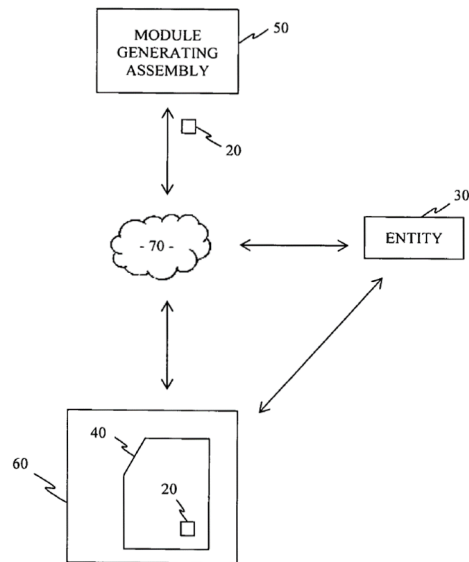 50
MODULE
GENERATING
ASSEMBLY
20
30
- 70 -
ENTITY
40
60
20